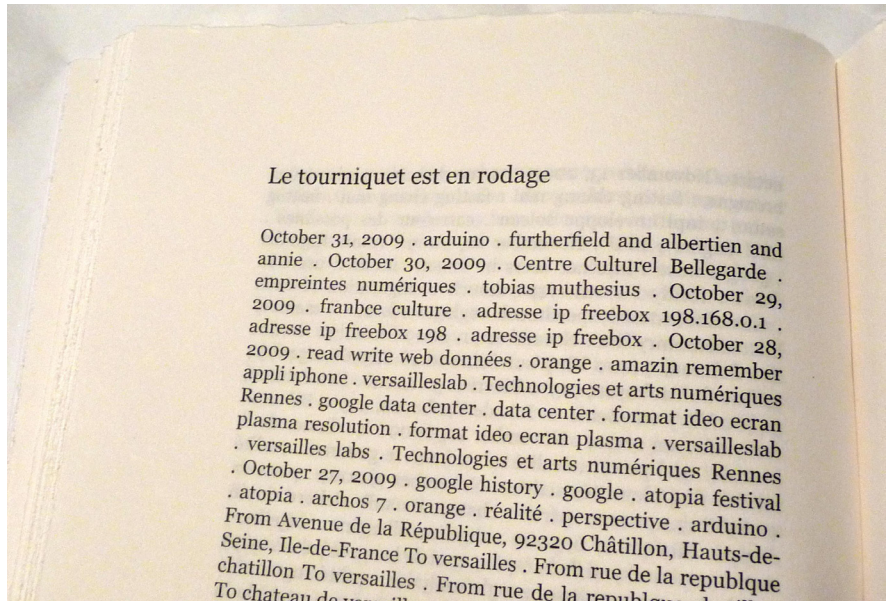 Le tourniquet est en rodage
October 31, 2009 . arduino . furtherfield and albertien and
annie . October 30, 2009 . Centre Culturel Bellegarde .
empreintes numériques . tobias muthesius . October 29,
2009 . franbce culture . adresse ip freebox 198.168.0.1 .
adresse ip freebox 198 . adresse ip freebox . October 28,
2009 . read write web données . orange . amazin remember
appli iphone . versailleslab . Technologies et arts numériques
Rennes . google data center . data center . format ideo ecran
plasma resolution . format ideo ecran plasma . versailleslab
. versailles labs . Technologies et arts numériques Rennes
. October 27, 2009 . google history . google . atopia festival
. atopia . archos 7 . orange . réalité . perspective . arduino .
From Avenue de la République, 92320 Châtillon, Hauts-de-
Seine, Ile-de-France To versailles . From rue de la republque
chatillon To versailles . From rue de la republque
To chateau de